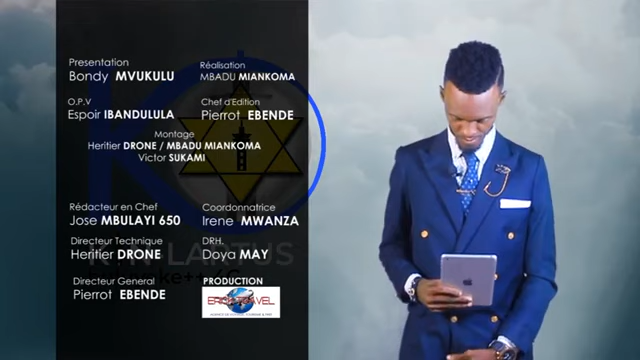 Presentation
Bondy MVUKULU
Réalisation
MBADU MIANKOMA
O.P.V
Espoir IBANDULULA
Chef d'Edition
Pierrot EBENDE
Montage
Heritier DRONE / MBADU MIANKOMA
Victor SUKAMI
Rédacteur en Chef
Jose MBULAYI 650
Coordonnatrice
Irene MWANZA
Directeur Technique
Heritier DRONE
DRH.
Doya MAY
Directeur General
Pierrot EBENDE
PRODUCTION